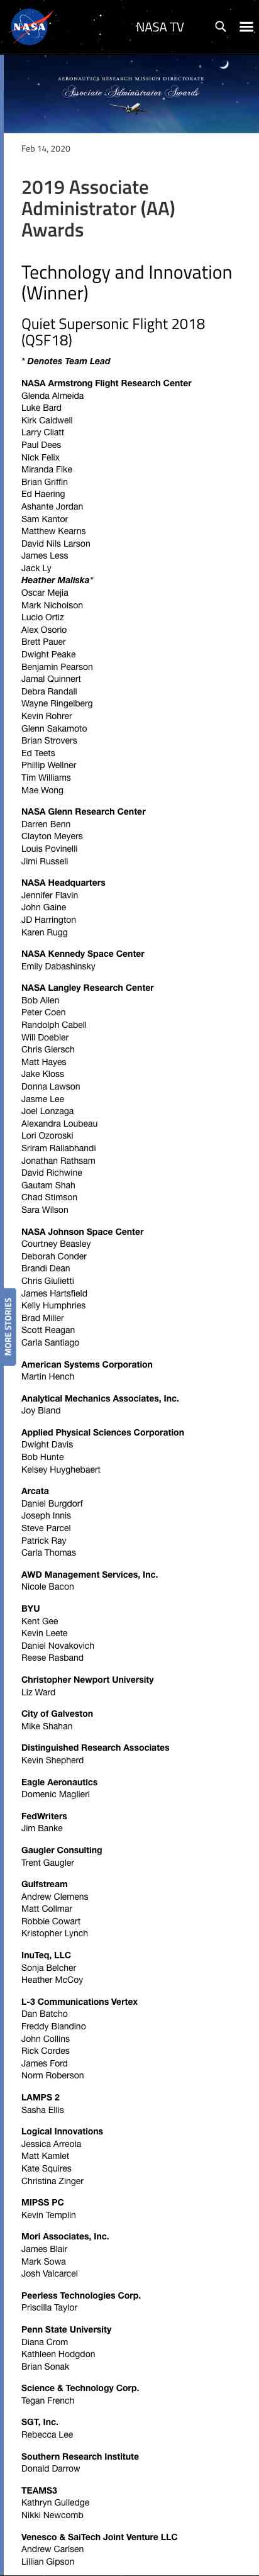 NASA
NASA TV
AERONAUTICS RESEARCH MISSION DIRECTORATE
Associate Administrator Awards
Feb 14, 2020
2019 Associate
Administrator (AA)
Awards
Technology and Innovation
(Winner)
Quiet Supersonic Flight 2018
(QSF18)
* Denotes Team Lead
NASA Armstrong Flight Research Center
Glenda Almeida
Luke Bard
Kirk Caldwell
Larry Cliatt
Paul Dees
Nick Felix
Miranda Fike
Brian Griffin
Ed Haering
Ashante Jordan
Sam Kantor
Matthew Kearns
David Nils Larson
James Less
Jack Ly
Heather Maliska*
Oscar Mejia
Mark Nicholson
Lucio Ortiz
Alex Osorio
Brett Pauer
Dwight Peake
Benjamin Pearson
Jamal Quinnert
Debra Randall
Wayne Ringelberg
Kevin Rohrer
Glenn Sakamoto
Brian Strovers
Ed Teets
Phillip Wellner
Tim Williams
Mae Wong
NASA Glenn Research Center
Darren Benn
Clayton Meyers
Louis Povinelli
Jimi Russell
NASA Headquarters
Jennifer Flavin
John Gaine
JD Harrington
Karen Rugg
NASA Kennedy Space Center
Emily Dabashinsky
NASA Langley Research Center
Bob Allen
Peter Coen
Randolph Cabell
Will Doebler
Chris Giersch
Matt Hayes
Jake Kloss
Donna Lawson
Jasme Lee
Joel Lonzaga
Alexandra Loubeau
Lori Ozoroski
Sriram Rallabhandi
Jonathan Rathsam
David Richwine
Gautam Shah
Chad Stimson
Sara Wilson
NASA Johnson Space Center
Courtney Beasley
Deborah Conder
Brandi Dean
Chris Giulietti
James Hartsfield
Kelly Humphries
Brad Miller
Scott Reagan
Carla Santiago
MORE STORIES
American Systems Corporation
Martin Hench
Analytical Mechanics Associates, Inc.
Joy Bland
Applied Physical Sciences Corporation
Dwight Davis
Bob Hunte
Kelsey Huyghebaert
Arcata
Daniel Burgdorf
Joseph Innis
Steve Parcel
Patrick Ray
Carla Thomas
AWD Management Services, Inc.
Nicole Bacon
BYU
Kent Gee
Kevin Leete
Daniel Novakovich
Reese Rasband
Christopher Newport University
Liz Ward
City of Galveston
Mike Shahan
Distinguished Research Associates
Kevin Shepherd
Eagle Aeronautics
Domenic Maglieri
FedWriters
Jim Banke
Gaugler Consulting
Trent Gaugler
Gulfstream
Andrew Clemens
Matt Collmar
Robbie Cowart
Kristopher Lynch
InuTeq, LLC
Sonja Belcher
Heather McCoy
L-3 Communications Vertex
Dan Batcho
Freddy Blandino
John Collins
Rick Cordes
James Ford
Norm Roberson
LAMPS 2
Sasha Ellis
Logical Innovations
Jessica Arreola
Matt Kamlet
Kate Squires
Christina Zinger
MIPSS PC
Kevin Templin
Mori Associates, Inc.
James Blair
Mark Sowa
Josh Valcarcel
Peerless Technologies Corp.
Priscilla Taylor
Penn State University
Diana Crom
Kathleen Hodgdon
Brian Sonak
Science & Technology Corp.
Tegan French
SGT, Inc.
Rebecca Lee
Southern Research Institute
Donald Darrow
TEAMS3
Kathryn Gulledge
Nikki Newcomb
Venesco & SaiTech Joint Venture LLC
Andrew Carlsen
Lillian Gipson